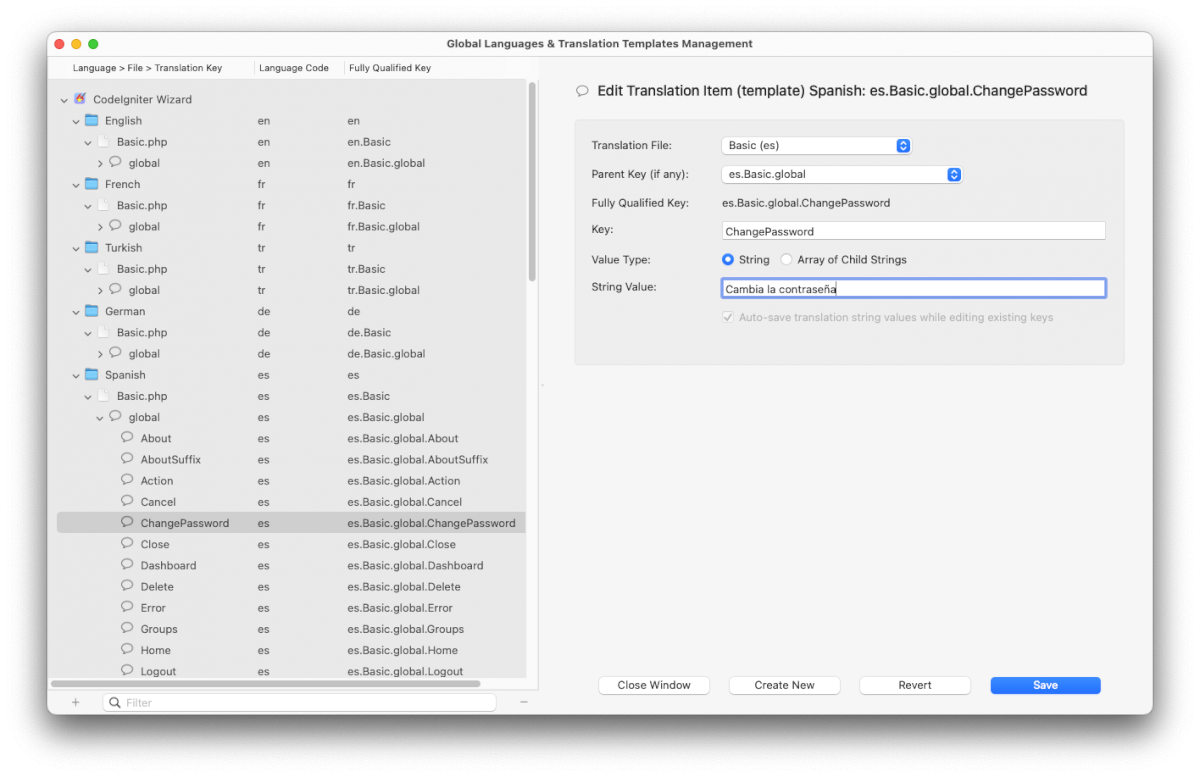 Global Languages & Translation Templates Management
Language > File > Translation Key Language Code Fully Qualified Key
CodeIgniter Wizard
English en en
Basic.php en en.Basic
global en en.Basic.global
French fr fr
Basic.php fr fr.Basic
global fr fr.Basic.global
Turkish tr tr
Basic.php tr tr.Basic
global tr tr.Basic.global
German de de
Basic.php de de.Basic
global de de.Basic.global
Spanish es es
Basic.php es es.Basic
global es es.Basic.global
About es es.Basic.global.About
AboutSuffix es es.Basic.global.AboutSuffix
Action es es.Basic.global.Action
Cancel es es.Basic.global.Cancel
ChangePassword es es.Basic.global.ChangePassword
Close es es.Basic.global.Close
Dashboard es es.Basic.global.Dashboard
Delete es es.Basic.global.Delete
Error es es.Basic.global.Error
Groups es es.Basic.global.Groups
Home es es.Basic.global.Home
Logout es es.Basic.global.Logout
Filter
Edit Translation Item (template) Spanish: es.Basic.global.ChangePassword
Translation File: Basic (es)
Parent Key (if any): es.Basic.global
Fully Qualified Key: es.Basic.global.ChangePassword
Key: ChangePassword
Value Type: String Array of Child Strings
String Value: Cambia la contraseña
Auto-save translation string values while editing existing keys
Close Window Create New Revert Save